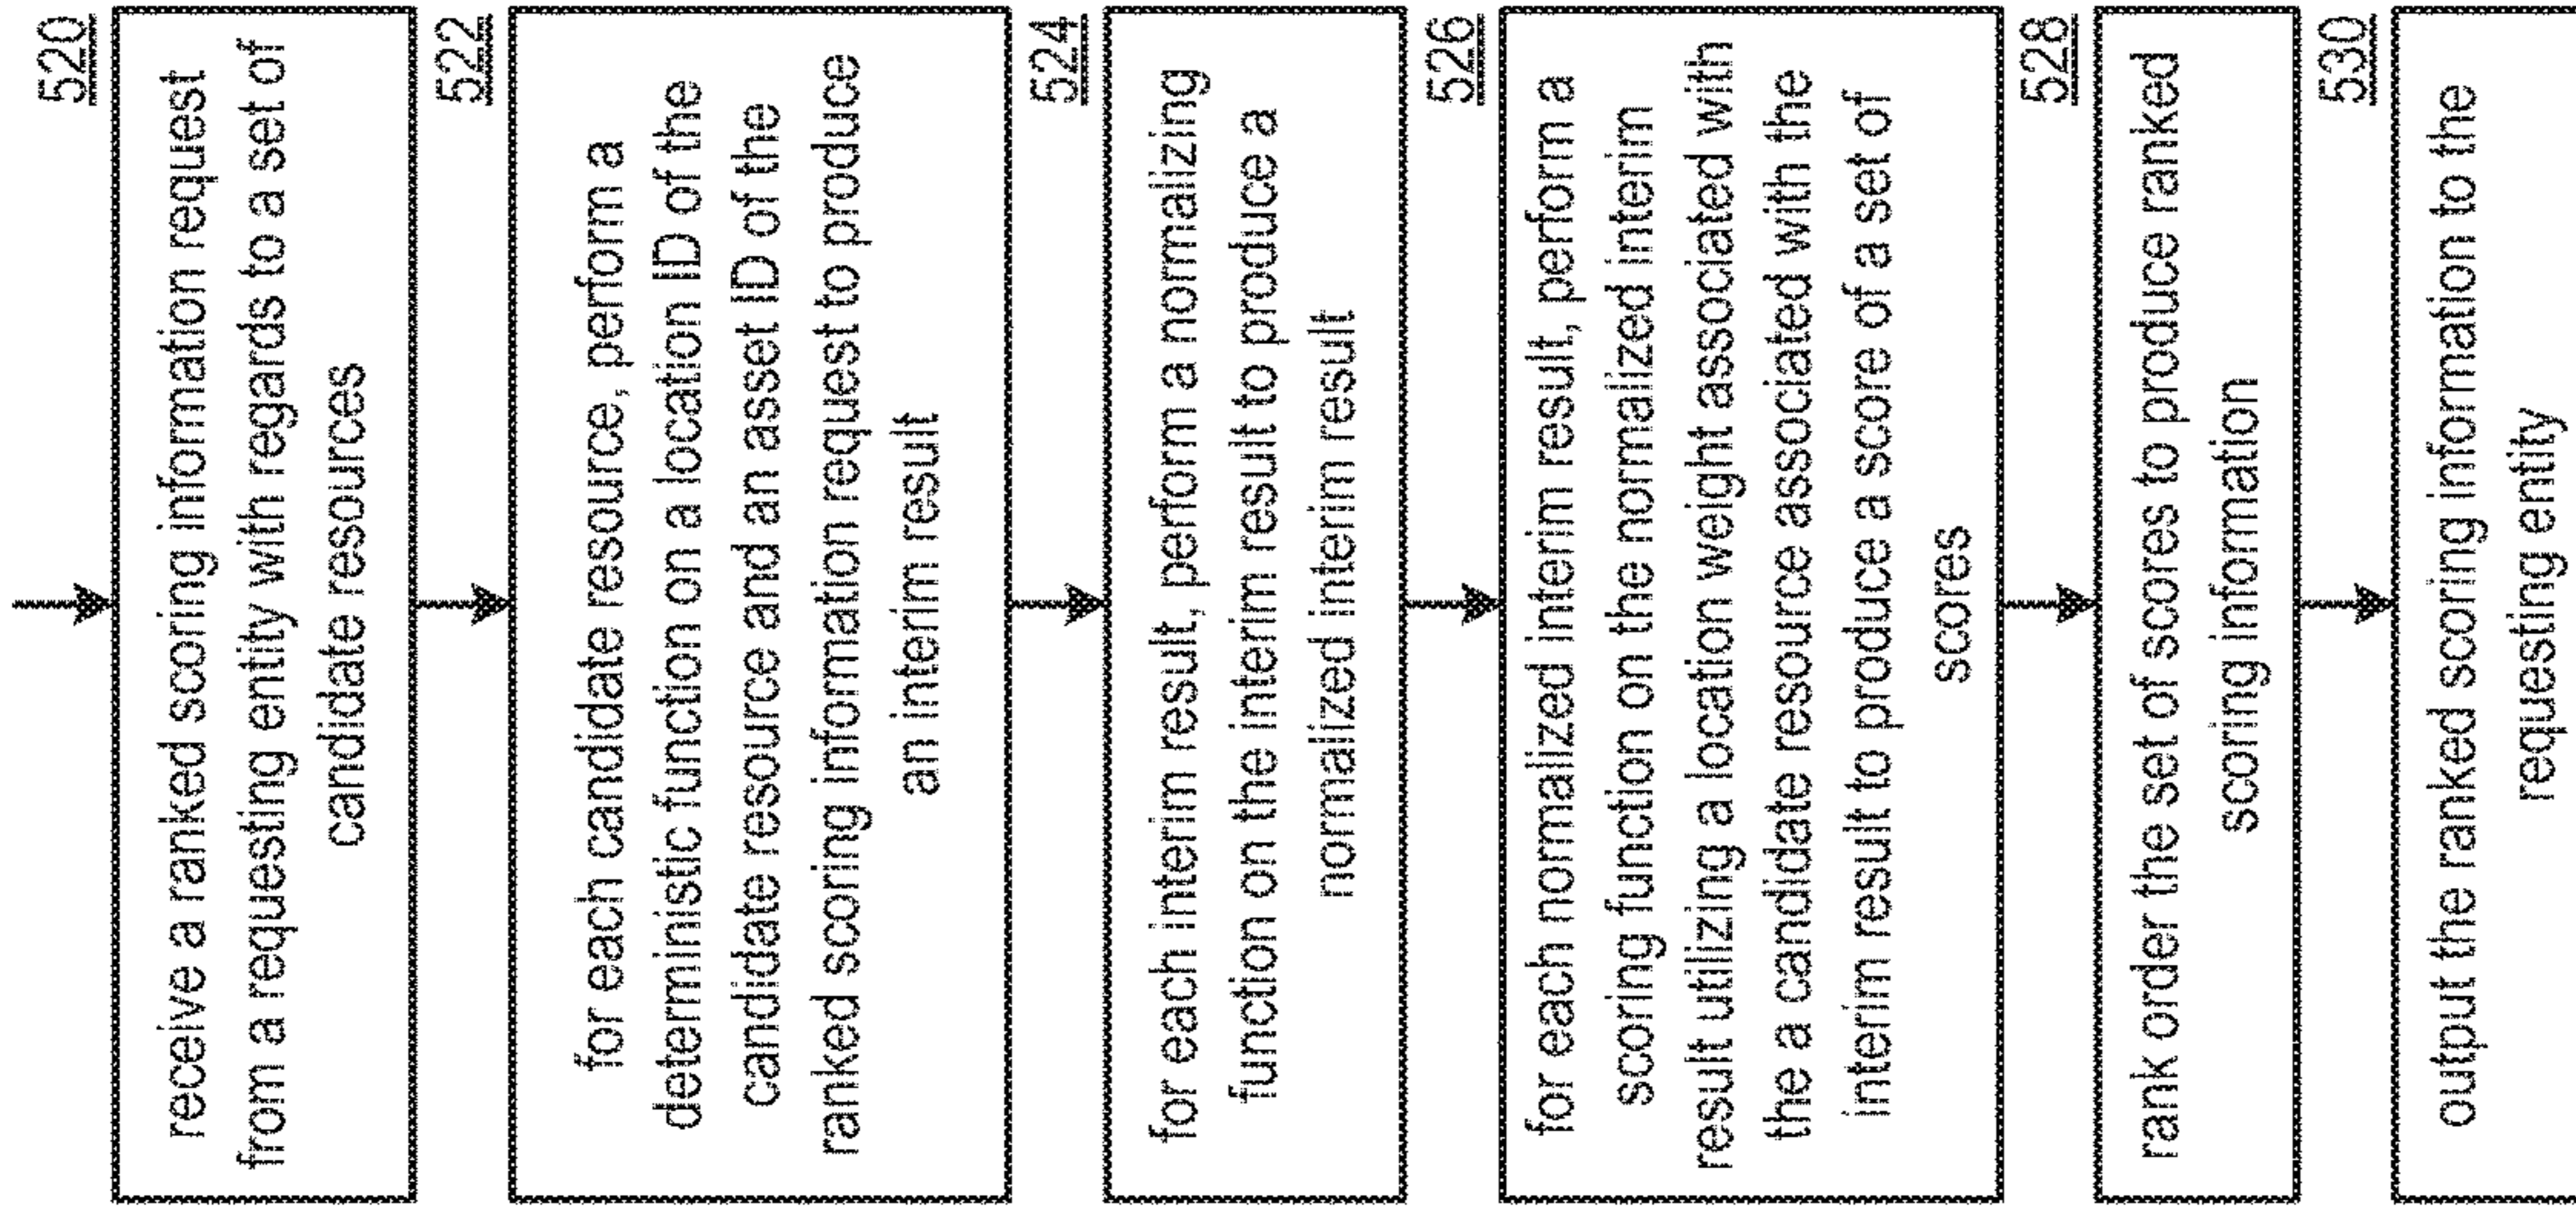 520
receive a ranked scoring information request
from a requesting entity with regards to a set of
candidate resources
522
for each candidate resource, perform a
deterministic function on a location ID of the
candidate resource and an asset ID of the
ranked scoring information request to produce
an interim result
524
for each interim result, perform a normalizing
function on the interim result to produce a
normalized interim result
526
for each normalized interim result, perform a
scoring function on the normalized interim
result utilizing a location weight associated with
the a candidate resource associated with the
interim result to produce a score of a set of
scores
528
rank order the set of scores to produce ranked
scoring information
530
output the ranked scoring information to the
requesting entity